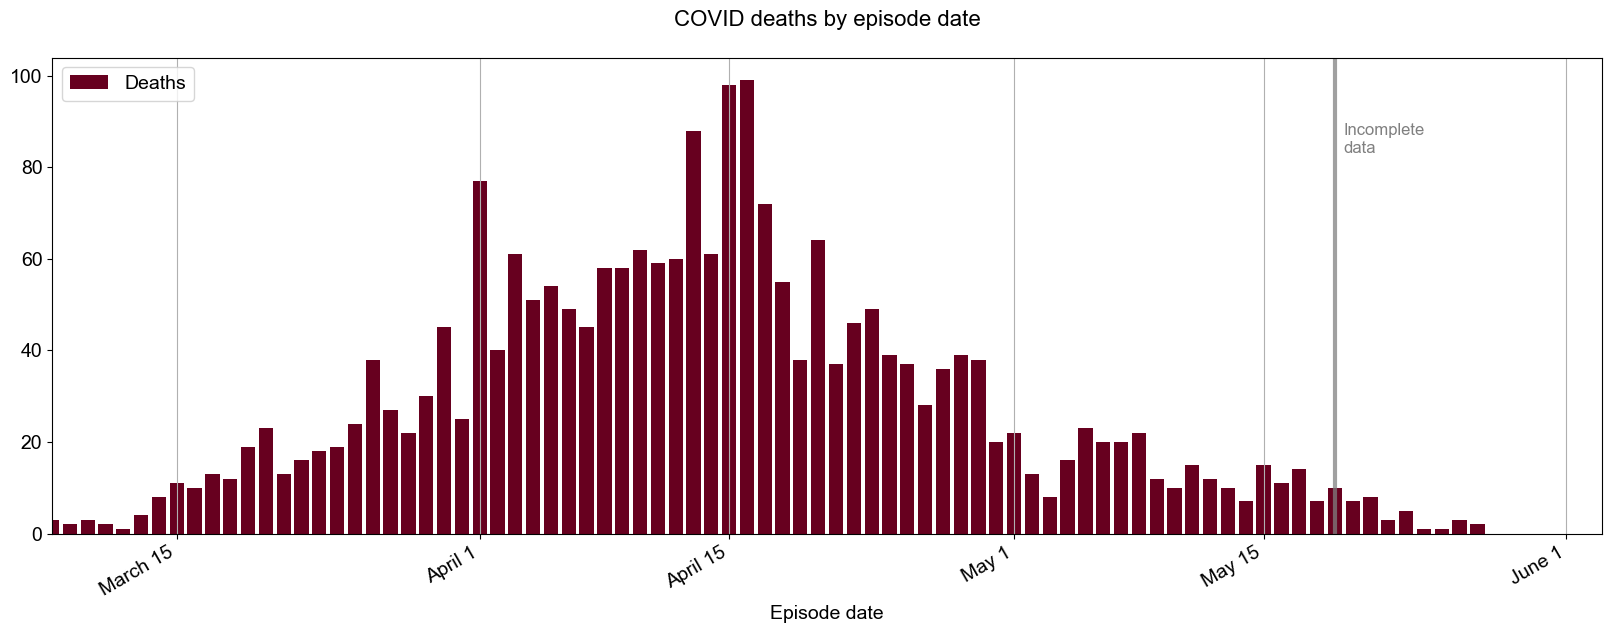 COVID deaths by episode date
Deaths
100
80
60
40
20
0
Incomplete
data
March 15
April 1
April 15
May 1
May 15
June 1
Episode date